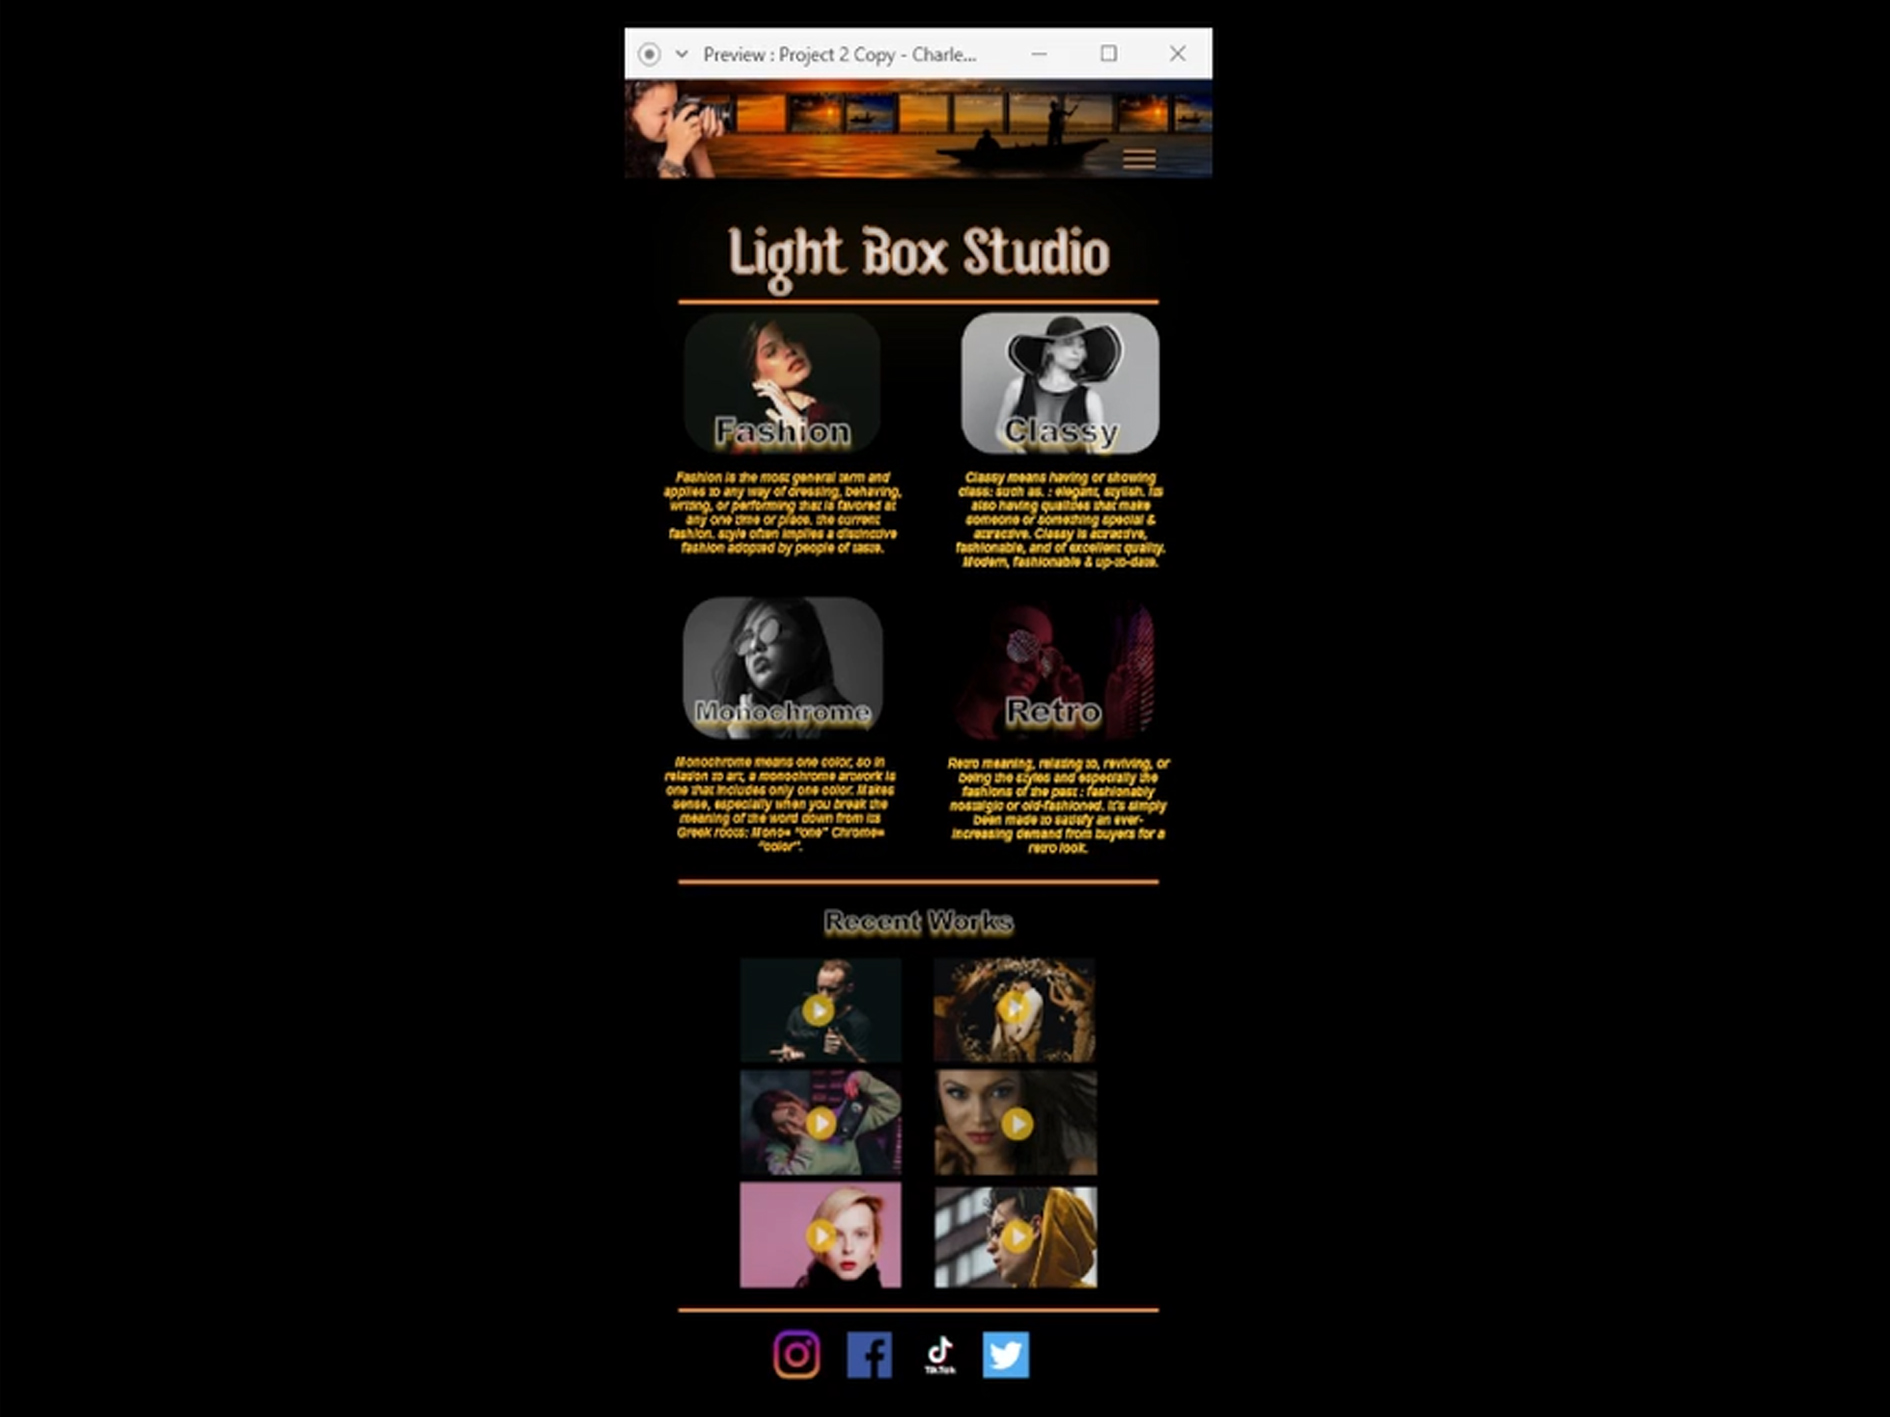 Preview : Project 2 Copy - Charle...
Light Box Studio
Fashion
Classy
Fashion is the most general term and
applies to any way of dressing, behaving,
writing, or performing that is favored at
any one time or place. the current
fashion. style often implies a distinctive
fashion adopted by people of taste.
Classy means having or showing
class: such as. : elegant, stylish. Its
also having qualities that make
someone or something special &
attractive. Classy is attractive,
fashionable, and of excellent quality.
Modern, fashionable & up-to-date.
Monochrome
Retro
Monochrome means one color, so in
relation to art, a monochrome artwork is
one that includes only one color. Makes
sense, especially when you break the
meaning of the word down from its
Greek roots: Mono= "one" Chrome=
"color".
Retro meaning, relating to, reviving, or
being the styles and especially the
fashions of the past : fashionably
nostalgic or old-fashioned. It's simply
been made to satisfy an ever-
increasing demand from buyers for a
retro look.
Recent Works
TikTok